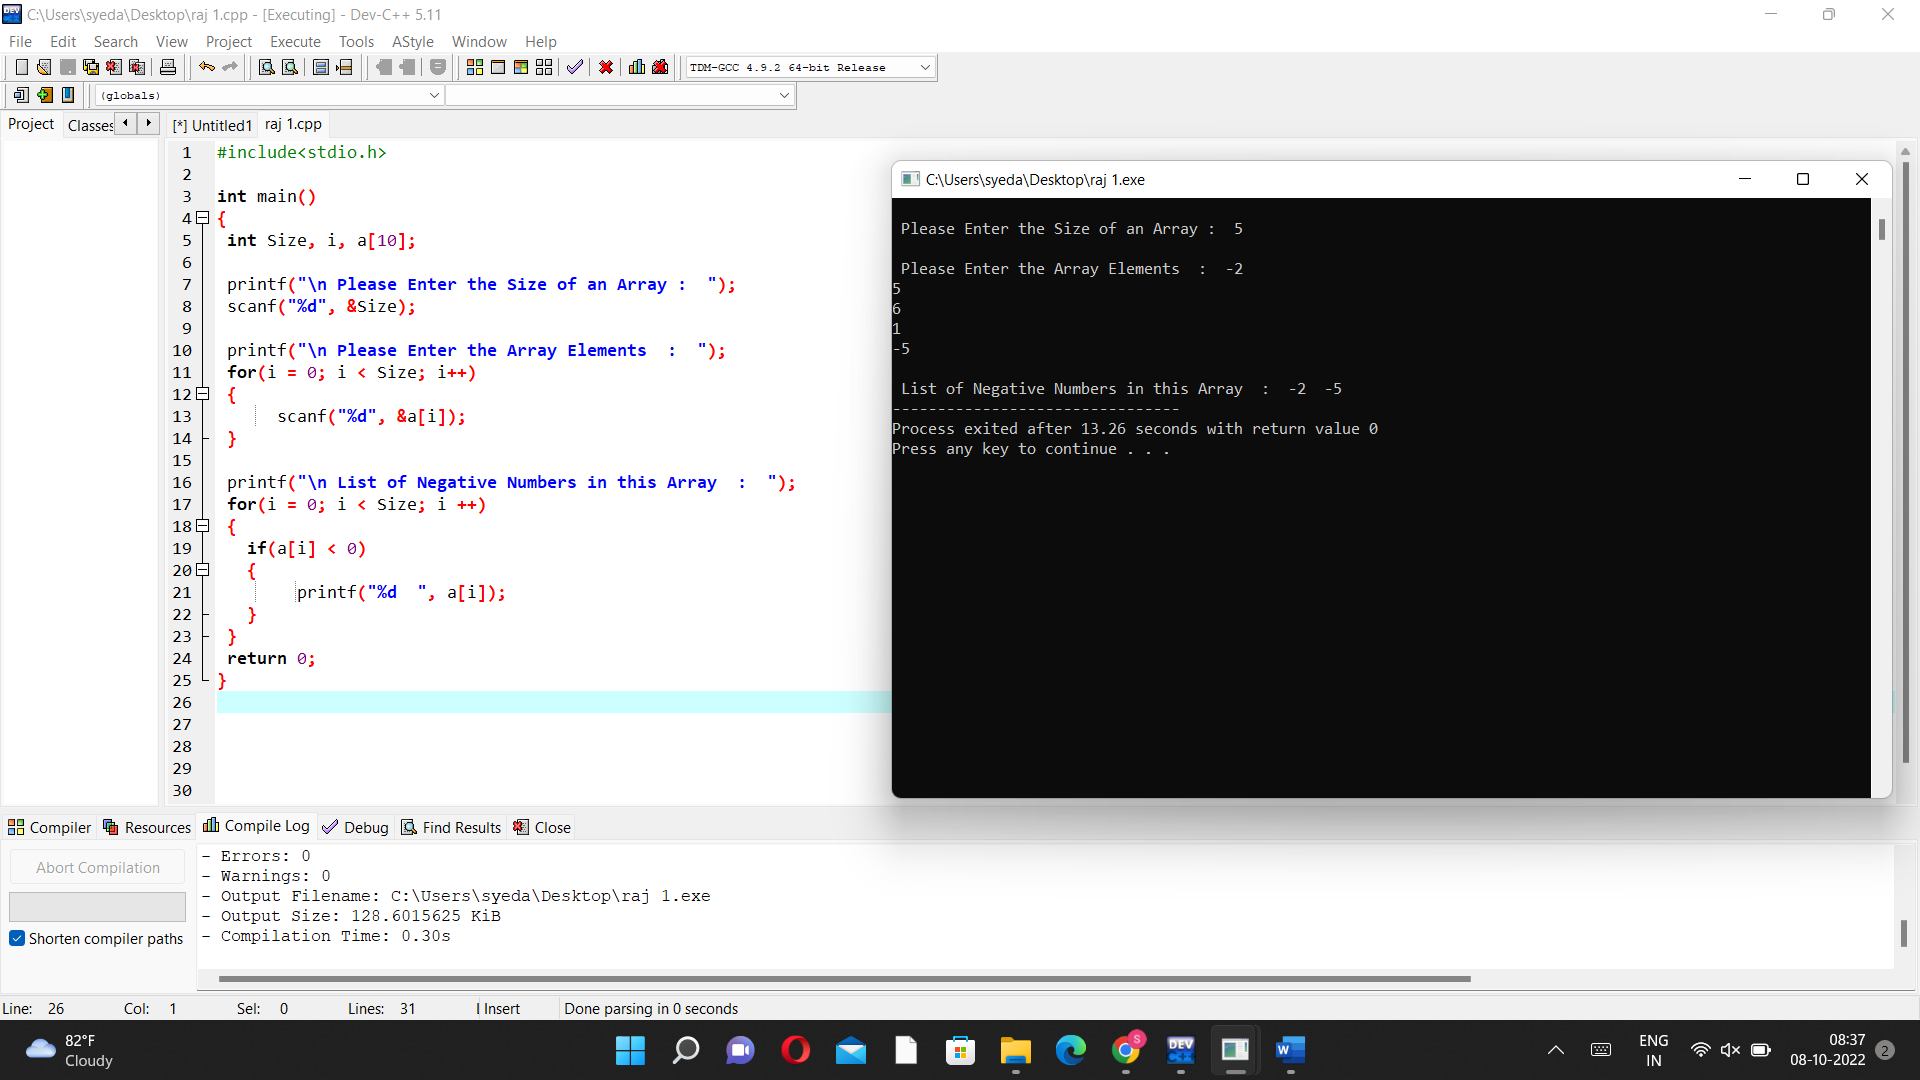 C:\Users\syeda\Desktop\raj 1.cpp - [Executing] - Dev-C++ 5.11
File Edit Search View Project Execute Tools AStyle Window Help
TDM-GCC 4.9.2 64-bit Release
(globals)
Project Classes [*] Untitled1 raj 1.cpp
1 #include<stdio.h>
2
3 int main()
4 {
5 int Size, i, a[10];
6
7 printf("\n Please Enter the Size of an Array :  ");
8 scanf("%d", &Size);
9
10 printf("\n Please Enter the Array Elements  :  ");
11 for(i = 0; i < Size; i++)
12 {
13 scanf("%d", &a[i]);
14 }
15
16 printf("\n List of Negative Numbers in this Array  :  ");
17 for(i = 0; i < Size; i ++)
18 {
19 if(a[i] < 0)
20 {
21 printf("%d  ", a[i]);
22 }
23 }
24 return 0;
25 }
26
27
28
29
30
C:\Users\syeda\Desktop\raj 1.exe
Please Enter the Size of an Array :  5
Please Enter the Array Elements  :  -2
5
6
1
-5
List of Negative Numbers in this Array  :  -2  -5
--------------------------------
Process exited after 13.26 seconds with return value 0
Press any key to continue . . .
Compiler Resources Compile Log Debug Find Results Close
Abort Compilation
Shorten compiler paths
- Errors: 0
- Warnings: 0
- Output Filename: C:\Users\syeda\Desktop\raj 1.exe
- Output Size: 128.6015625 KiB
- Compilation Time: 0.30s
Line: 26 Col: 1 Sel: 0 Lines: 31 Insert Done parsing in 0 seconds
82°F
Cloudy
S
DEV
C++
W
ENG
IN
08:37
08-10-2022
2